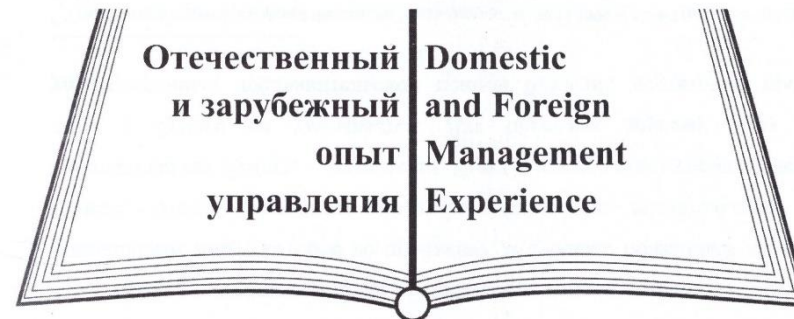 Отечественный
и зарубежный
опыт
управления
Domestic
and Foreign
Management
Experience